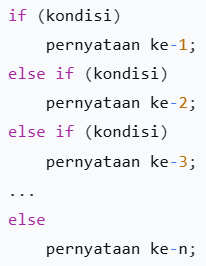 if (kondisi)
    pernyataan ke-1;
else if (kondisi)
    pernyataan ke-2;
else if (kondisi)
    pernyataan ke-3;
...
else
    pernyataan ke-n;